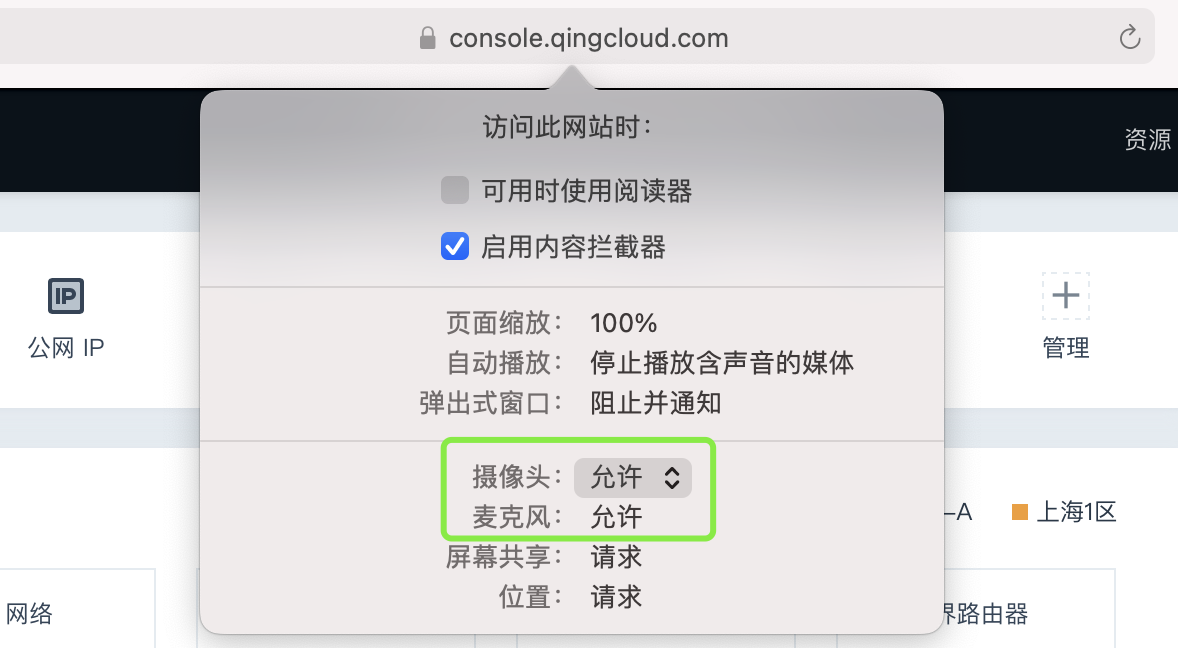 console.qingcloud.com
访问此网站时：
资源
可用时使用阅读器
启用内容拦截器
IP
公网 IP
管理
页面缩放： 100%
自动播放： 停止播放含声音的媒体
弹出式窗口： 阻止并通知
摄像头： 允许
麦克风： 允许
–A 上海1区
屏幕共享： 请求
位置： 请求
网络
界路由器